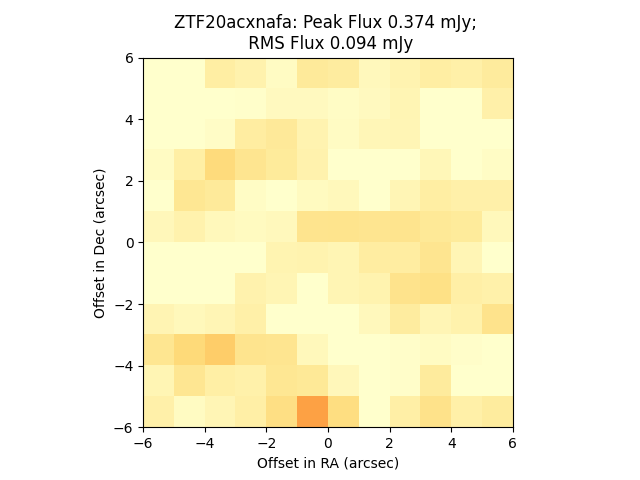 ZTF20acxnafa: Peak Flux 0.374 mJy;
RMS Flux 0.094 mJy
6
4
2
0
−2
−4
−6
Offset in Dec (arcsec)
−6 −4 −2 0 2 4 6
Offset in RA (arcsec)